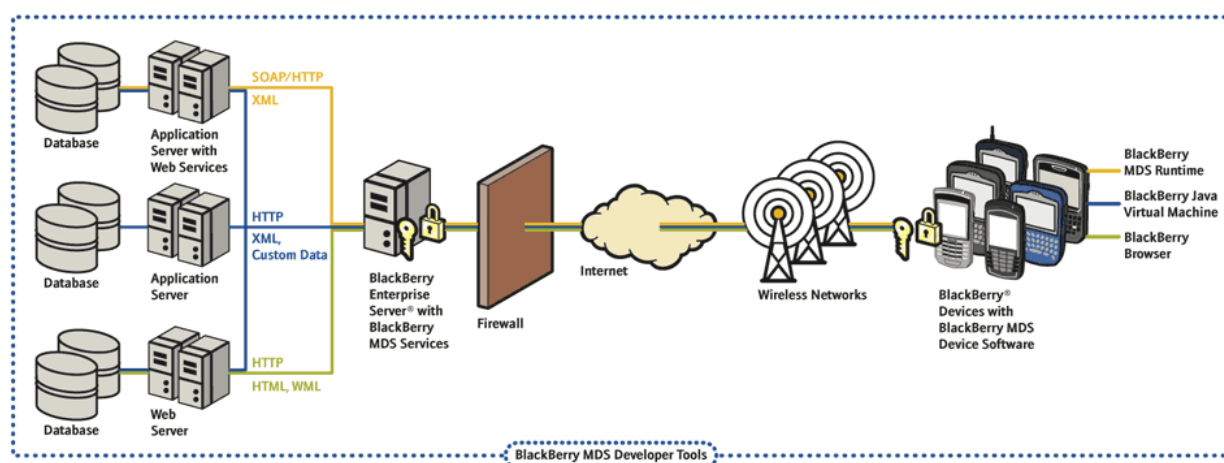 SOAP/HTTP
XML
Database
Application
Server with
Web Services
HTTP
XML,
Custom Data
Database
Application
Server
HTTP
HTML, WML
Database
Web
Server
BlackBerry
Enterprise
Server® with
BlackBerry
MDS Services
Firewall
Internet
Wireless Networks
BlackBerry®
Devices with
BlackBerry MDS
Device Software
BlackBerry
MDS Runtime
BlackBerry Java
Virtual Machine
BlackBerry
Browser
BlackBerry MDS Developer Tools